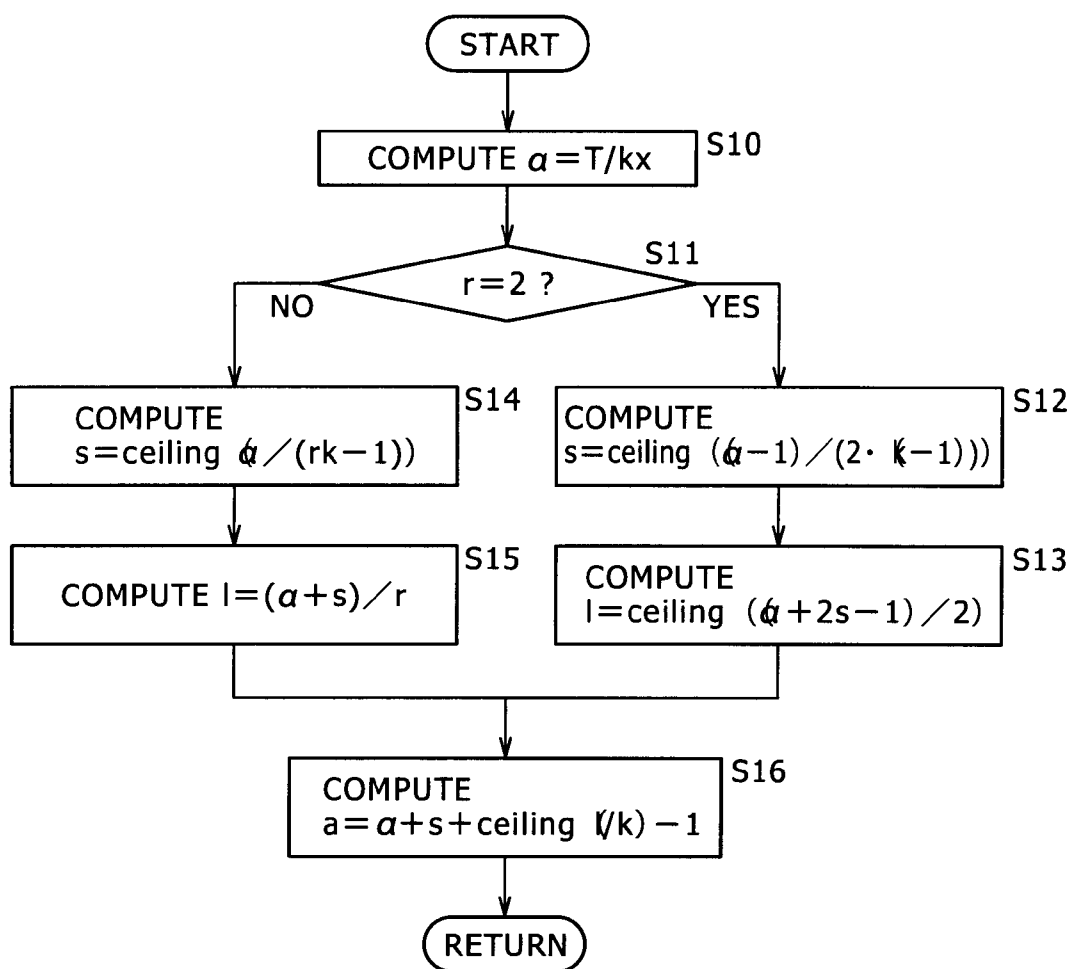 START
COMPUTE α=T/kx
S10
S11
r=2 ?
NO
YES
S14
COMPUTE
s=ceiling (α/(rk−1))
S12
COMPUTE
s=ceiling ((α−1)/(2· (k−1)))
S15
COMPUTE l=(α+s)/r
S13
COMPUTE
l=ceiling ((α+2s−1)/2)
S16
COMPUTE
a=α+s+ceiling (l/k)−1
RETURN